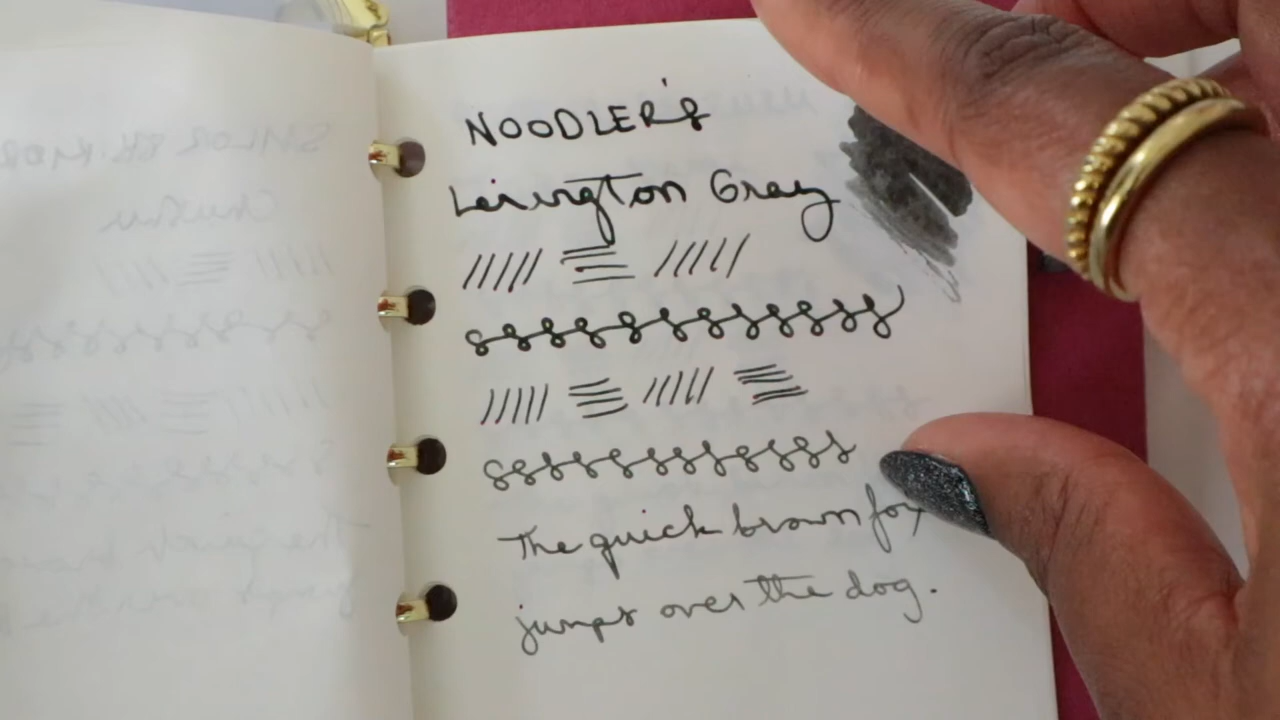 NOODLER's
Lexington Gray
The quick brown fox
jumps over the dog.